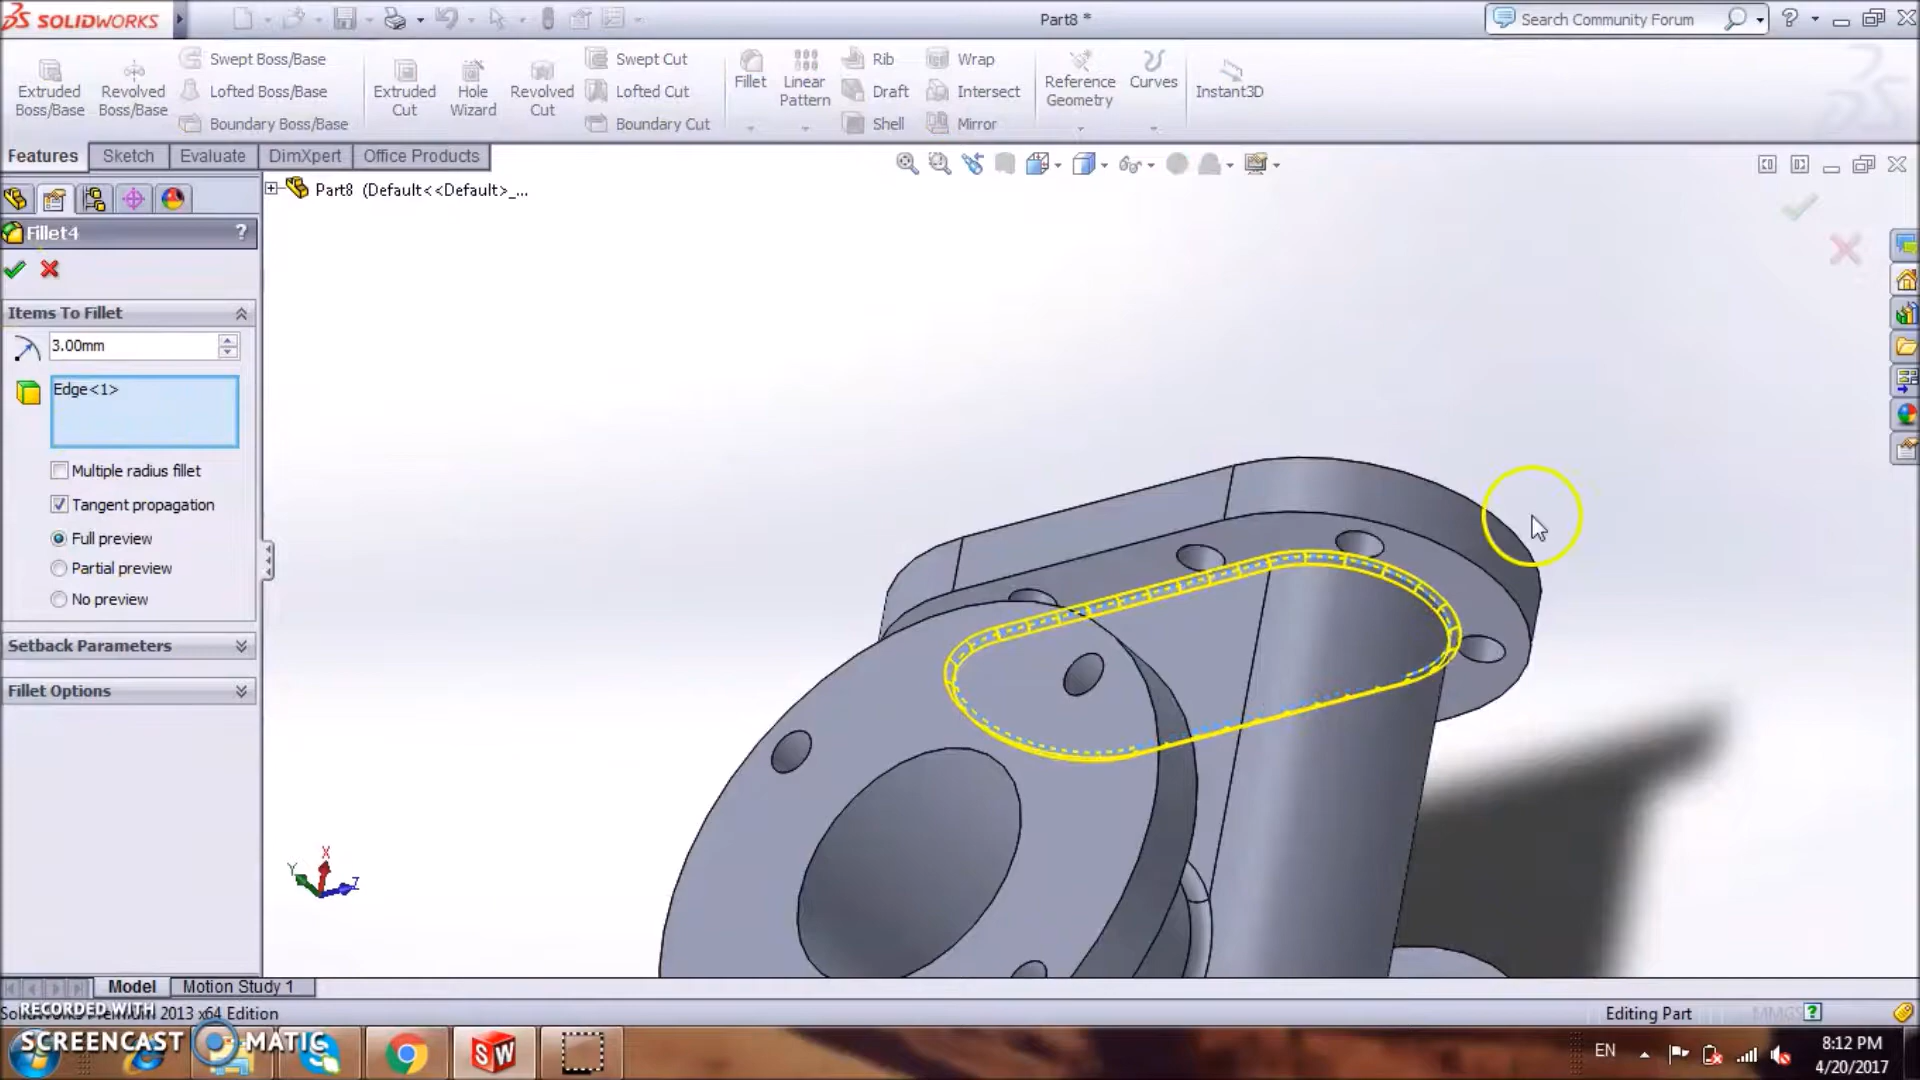 SOLIDWORKS
Part8 *
Search Community Forum
Extruded Boss/Base
Revolved Boss/Base
Swept Boss/Base
Lofted Boss/Base
Boundary Boss/Base
Extruded Cut
Hole Wizard
Revolved Cut
Swept Cut
Lofted Cut
Boundary Cut
Fillet
Linear Pattern
Rib
Draft
Shell
Wrap
Intersect
Mirror
Reference Geometry
Curves
Instant3D
Features
Sketch
Evaluate
DimXpert
Office Products
Part8 (Default<<Default>_...
Fillet4
?
Items To Fillet
3.00mm
Edge<1>
Multiple radius fillet
Tangent propagation
Full preview
Partial preview
No preview
Setback Parameters
Fillet Options
X
Y
Z
Model
Motion Study 1
SolidWorks Premium 2013 x64 Edition
Editing Part
MMGS
RECORDED WITH
SCREENCAST MATIC
SW
EN
8:12 PM
4/20/2017